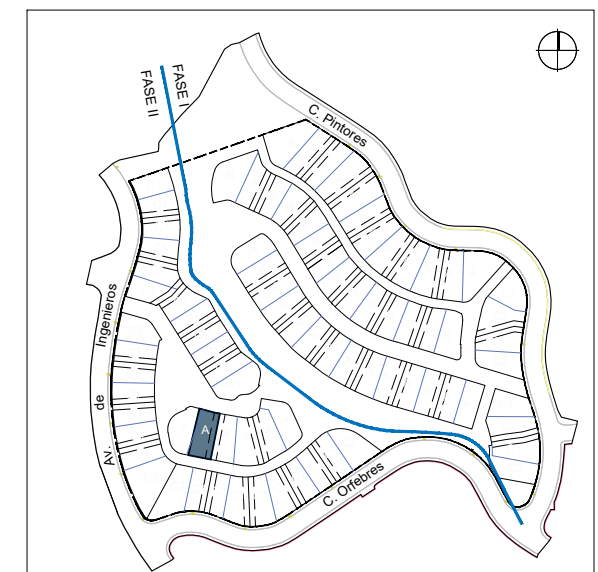 FASE I
FASE II
C. Pintores
Av. de Ingenieros
A
C. Orfebres